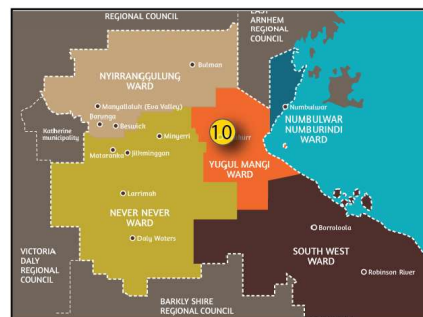 REGIONAL COUNCIL
EAST
ARNHEM
REGIONAL
COUNCIL
NYIRRANGGULUNG
WARD
Bulman
Manyallaluk (Eva Valley)
Barunga
Beswick
Katherine
municipality
Minyerri
Mataranka
Jilkminggan
10
YUGUL MANGI
WARD
Numbulwar
NUMBULWAR
NUMBURINDI
WARD
Larrimah
NEVER NEVER
WARD
Daly Waters
Borroloola
SOUTH WEST
WARD
Robinson River
VICTORIA
DALY
REGIONAL
COUNCIL
BARKLY SHIRE
REGIONAL COUNCIL